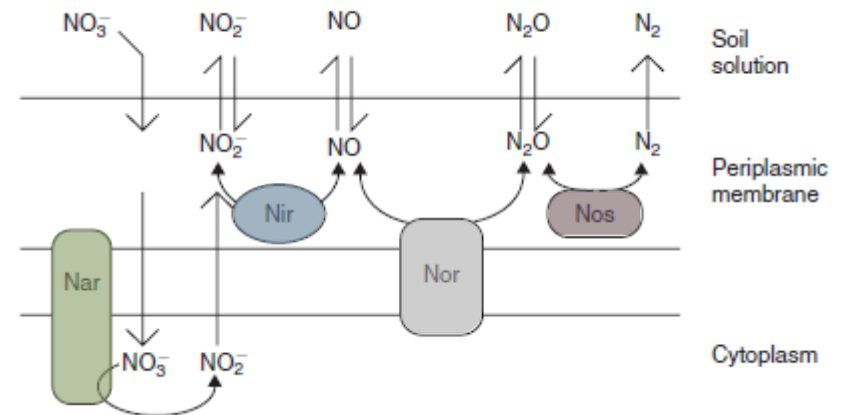 NO₃⁻ NO₂⁻ NO N₂O N₂
Soil
solution
NO₂⁻ NO N₂O N₂
Periplasmic
membrane
Nir Nos
Nar Nor
NO₃⁻ NO₂⁻
Cytoplasm